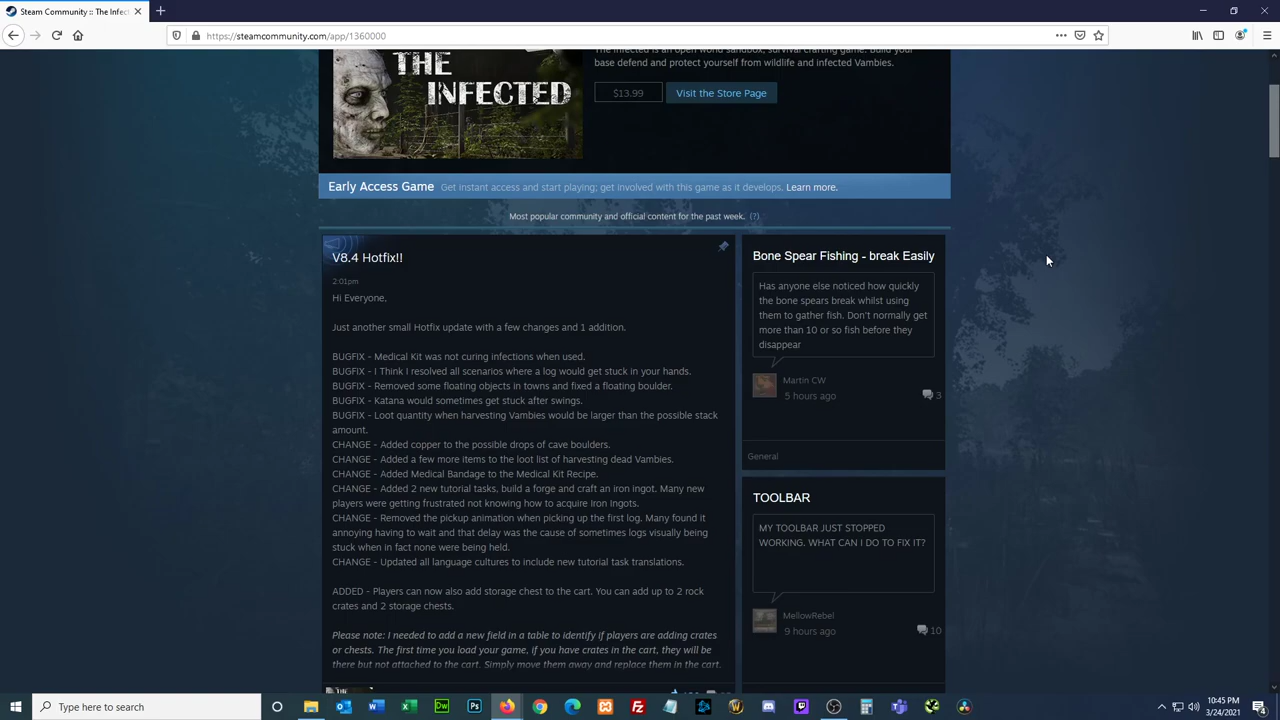 Steam Community :: The Infect
https://steamcommunity.com/app/1360000
THE
INFECTED
The Infected is an open world sandbox, survival crafting game. Build your
base defend and protect yourself from wildlife and infected Vambies.
$13.99
Visit the Store Page
Early Access Game Get instant access and start playing; get involved with this game as it develops. Learn more.
Most popular community and official content for the past week. (?)
V8.4 Hotfix!!
2:01pm
Hi Everyone,
Just another small Hotfix update with a few changes and 1 addition.
BUGFIX - Medical Kit was not curing infections when used.
BUGFIX - I Think I resolved all scenarios where a log would get stuck in your hands.
BUGFIX - Removed some floating objects in towns and fixed a floating boulder.
BUGFIX - Katana would sometimes get stuck after swings.
BUGFIX - Loot quantity when harvesting Vambies would be larger than the possible stack
amount.
CHANGE - Added copper to the possible drops of cave boulders.
CHANGE - Added a few more items to the loot list of harvesting dead Vambies.
CHANGE - Added Medical Bandage to the Medical Kit Recipe.
CHANGE - Added 2 new tutorial tasks, build a forge and craft an iron ingot. Many new
players were getting frustrated not knowing how to acquire Iron Ingots.
CHANGE - Removed the pickup animation when picking up the first log. Many found it
annoying having to wait and that delay was the cause of sometimes logs visually being
stuck when in fact none were being held.
CHANGE - Updated all language cultures to include new tutorial task translations.
ADDED - Players can now also add storage chest to the cart. You can add up to 2 rock
crates and 2 storage chests.
Please note: I needed to add a new field in a table to identify if players are adding crates
or chests. The first time you load your game, if you have crates in the cart, they will be
there but not attached to the cart. Simply move them away and replace them in the cart.
Bone Spear Fishing - break Easily
Has anyone else noticed how quickly
the bone spears break whilst using
them to gather fish. Don't normally get
more than 10 or so fish before they
disappear
Martin CW
5 hours ago
3
General
TOOLBAR
MY TOOLBAR JUST STOPPED
WORKING. WHAT CAN I DO TO FIX IT?
MellowRebel
9 hours ago
10
Type here to search
10:45 PM
3/24/2021